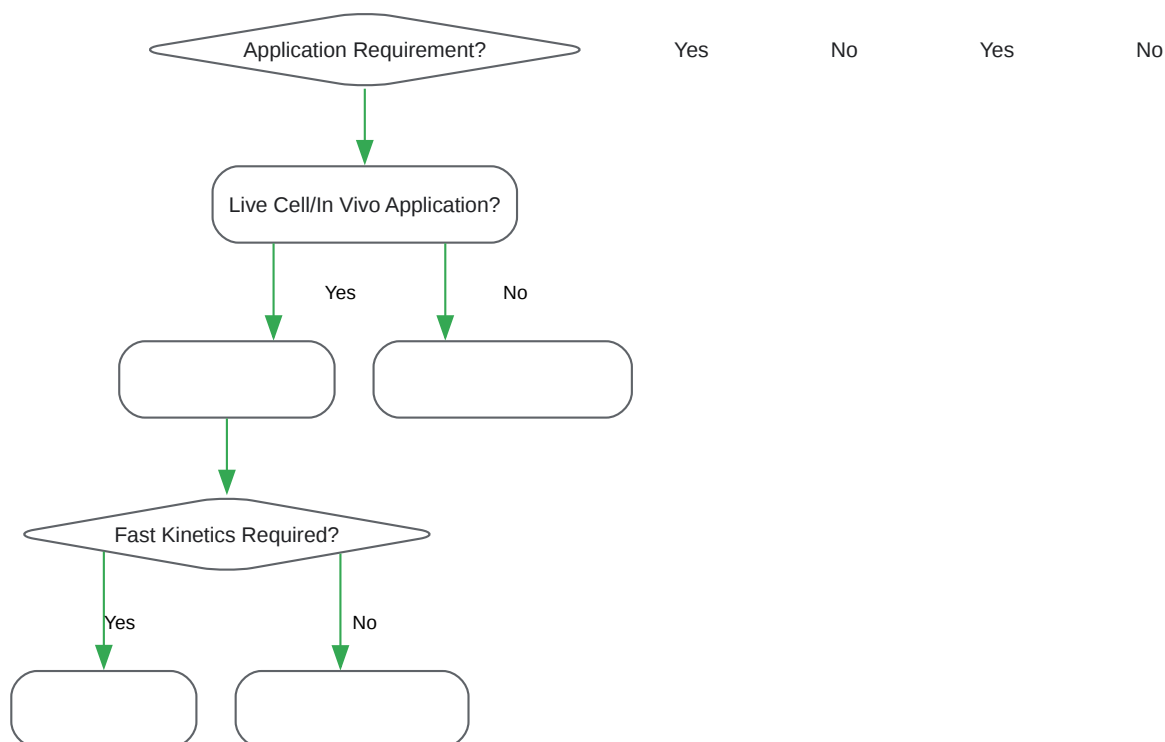 Application Requirement? Yes No Yes No
Live Cell/In Vivo Application?
Yes No
Fast Kinetics Required?
Yes No